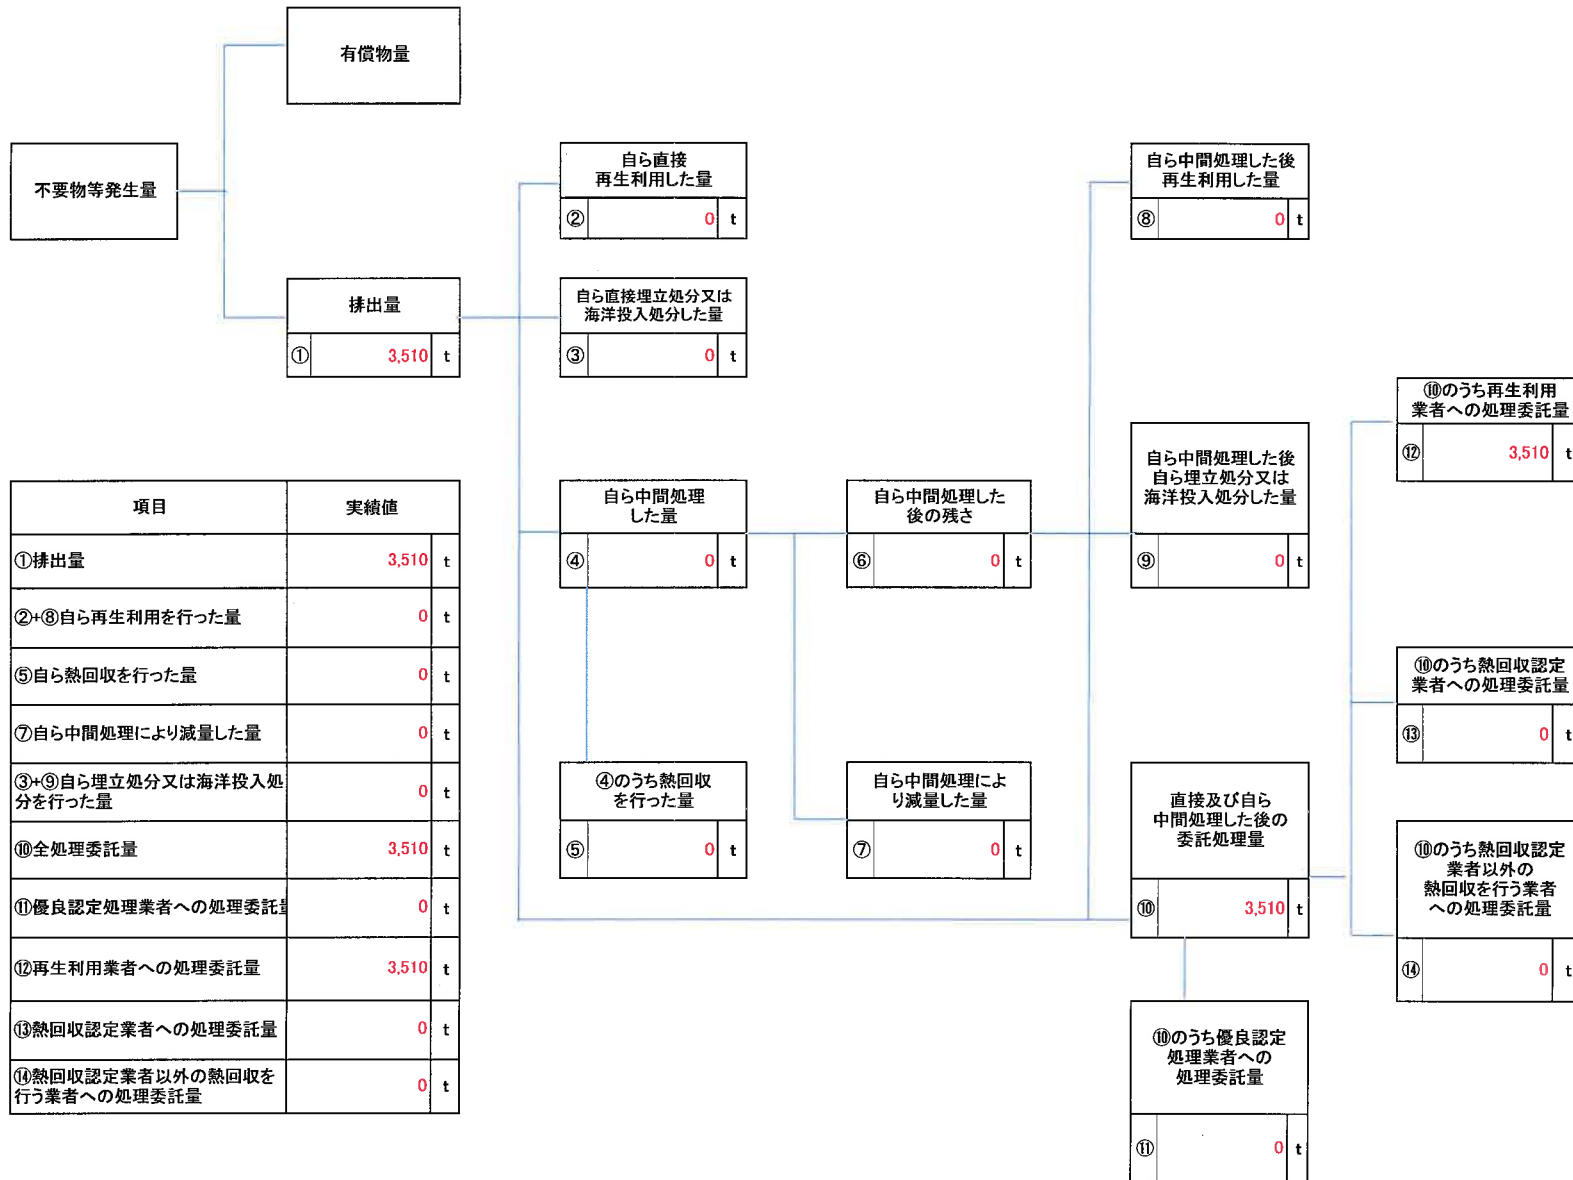 有償物量
不要物等発生量
排出量
① 3,510 t
自ら直接
再生利用した量
② 0 t
自ら直接埋立処分又は
海洋投入処分した量
③ 0 t
自ら中間処理
した量
④ 0 t
④のうち熱回収
を行った量
⑤ 0 t
自ら中間処理した
後の残さ
⑥ 0 t
自ら中間処理によ
り減量した量
⑦ 0 t
自ら中間処理した後
再生利用した量
⑧ 0 t
自ら中間処理した後
自ら埋立処分又は
海洋投入処分した量
⑨ 0 t
直接及び自ら
中間処理した後の
委託処理量
⑩ 3,510 t
⑩のうち優良認定
処理業者への
処理委託量
⑪ 0 t
⑩のうち再生利用
業者への処理委託量
⑫ 3,510 t
⑩のうち熱回収認定
業者への処理委託量
⑬ 0 t
⑩のうち熱回収認定
業者以外の
熱回収を行う業者
への処理委託量
⑭ 0 t
項目 実績値
①排出量 3,510 t
②+⑧自ら再生利用を行った量 0 t
⑤自ら熱回収を行った量 0 t
⑦自ら中間処理により減量した量 0 t
③+⑨自ら埋立処分又は海洋投入処
分を行った量 0 t
⑩全処理委託量 3,510 t
⑪優良認定処理業者への処理委託量 0 t
⑫再生利用業者への処理委託量 3,510 t
⑬熱回収認定業者への処理委託量 0 t
⑭熱回収認定業者以外の熱回収を
行う業者への処理委託量 0 t